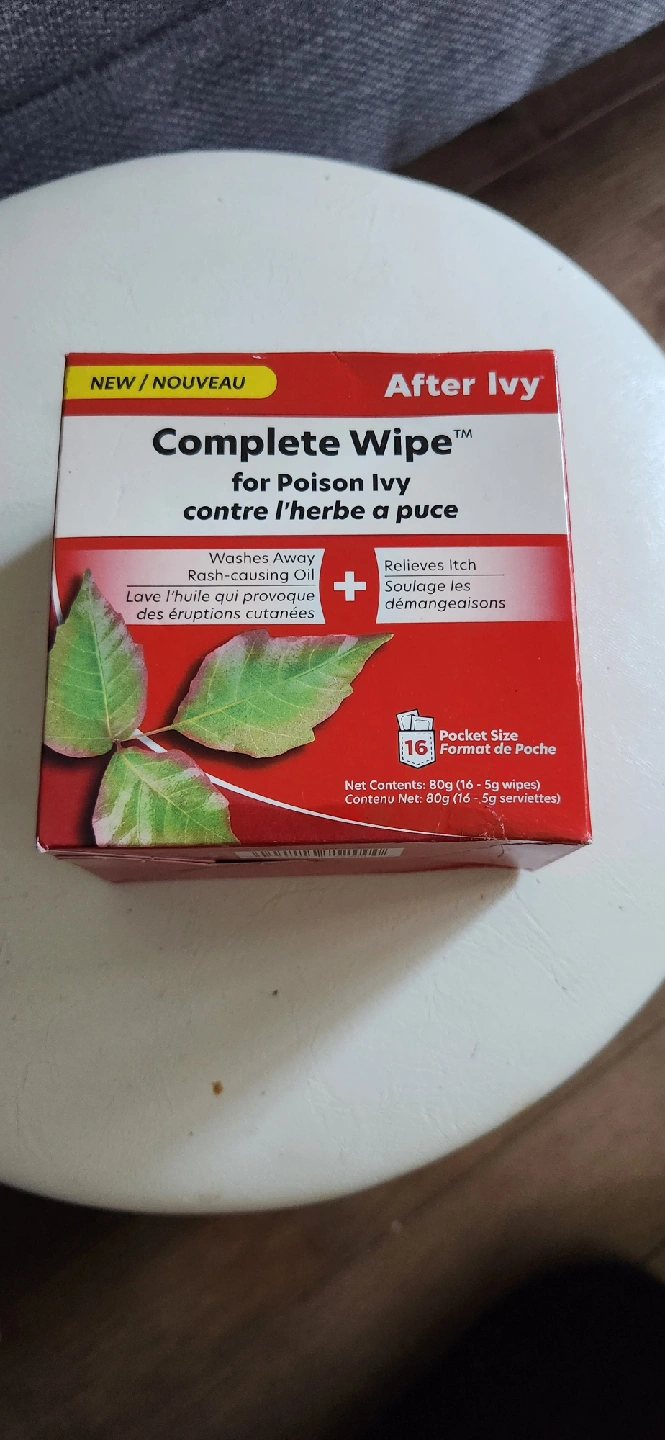 NEW / NOUVEAU
After Ivy
Complete Wipe™
for Poison Ivy
contre l'herbe a puce
Washes Away
Rash-causing Oil
Lave l'huile qui provoque
des éruptions cutanées
+
Relieves Itch
Soulage les
démangeaisons
16
Pocket Size
Format de Poche
Net Contents: 80g (16 - 5g wipes)
Contenu Net: 80g (16 - 5g serviettes)